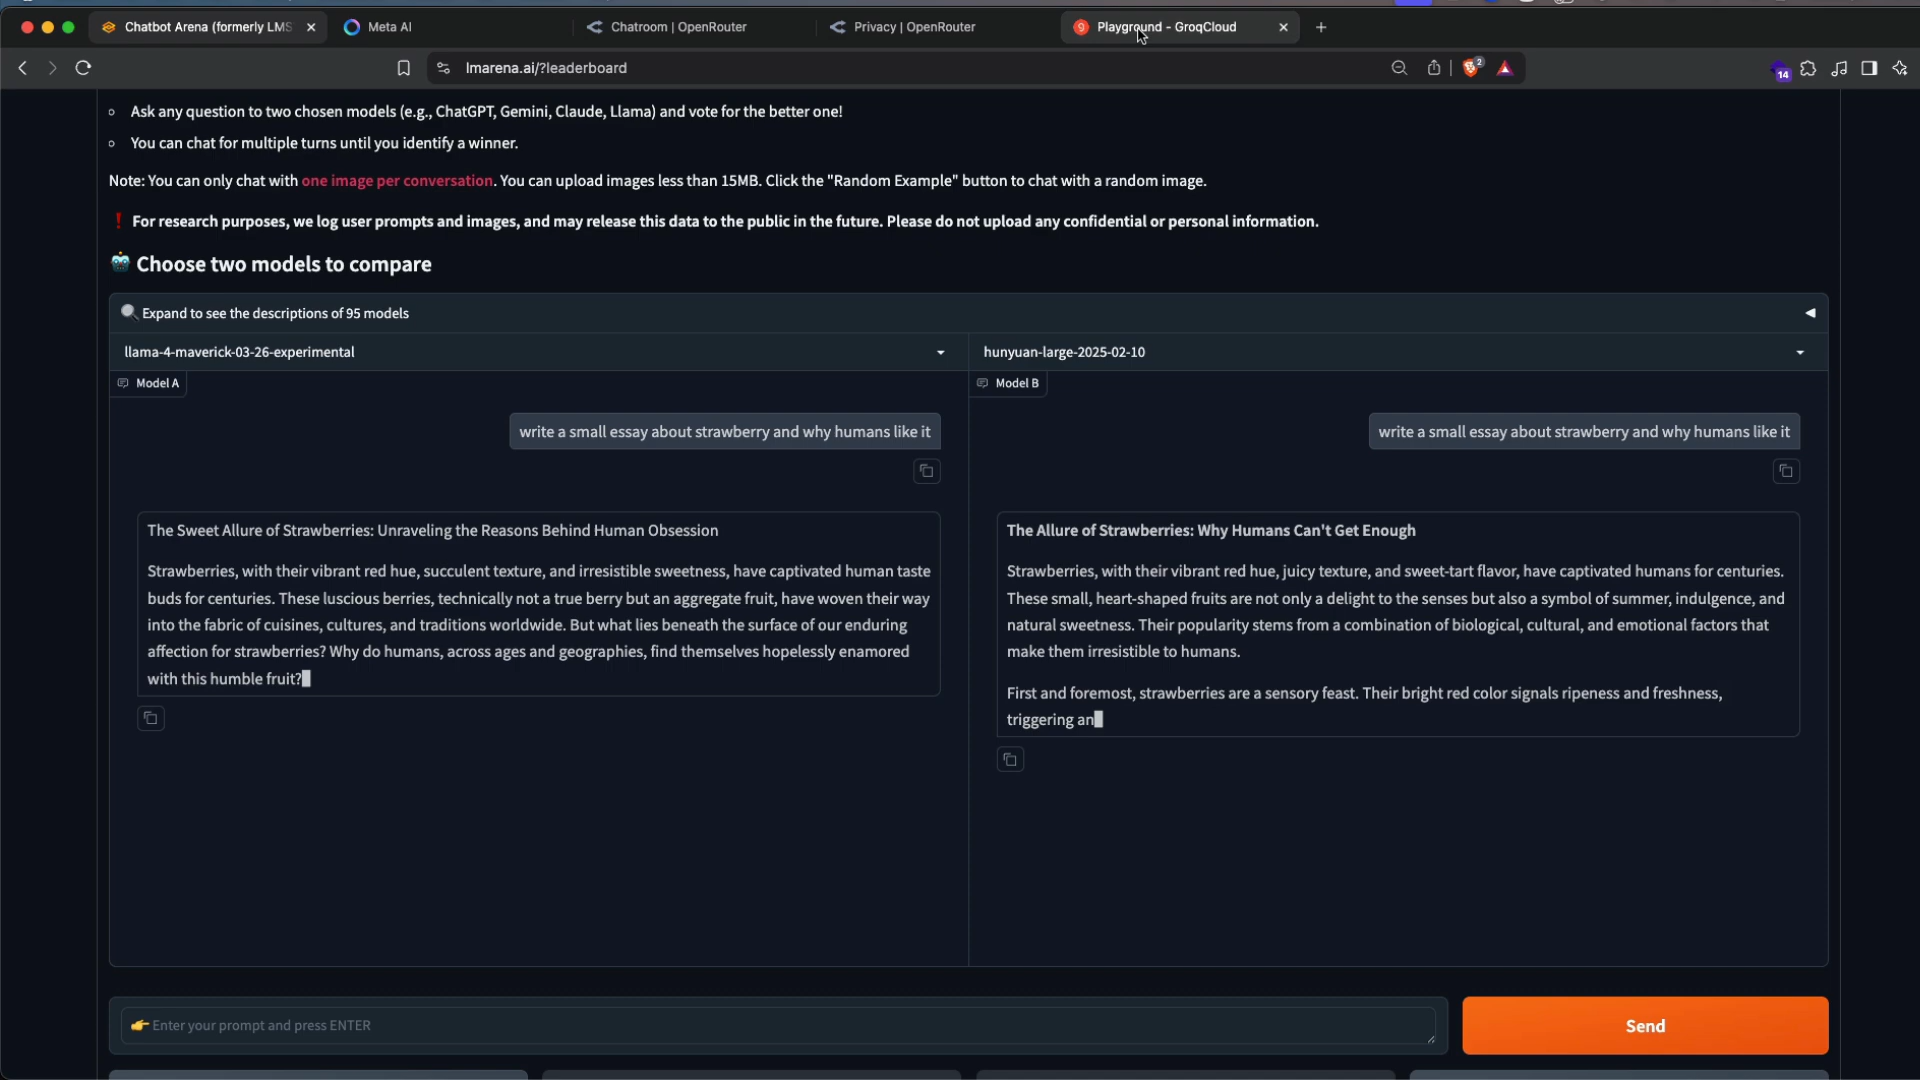 Chatbot Arena (formerly LMS
Meta AI
Chatroom | OpenRouter
Privacy | OpenRouter
9
Playground - GroqCloud
lmarena.ai/?leaderboard
2
14
Ask any question to two chosen models (e.g., ChatGPT, Gemini, Claude, Llama) and vote for the better one!
You can chat for multiple turns until you identify a winner.
Note: You can only chat with one image per conversation. You can upload images less than 15MB. Click the "Random Example" button to chat with a random image.
❗ For research purposes, we log user prompts and images, and may release this data to the public in the future. Please do not upload any confidential or personal information.
🤖 Choose two models to compare
🔍 Expand to see the descriptions of 95 models
llama-4-maverick-03-26-experimental
hunyuan-large-2025-02-10
Model A
Model B
write a small essay about strawberry and why humans like it
The Sweet Allure of Strawberries: Unraveling the Reasons Behind Human Obsession
Strawberries, with their vibrant red hue, succulent texture, and irresistible sweetness, have captivated human taste
buds for centuries. These luscious berries, technically not a true berry but an aggregate fruit, have woven their way
into the fabric of cuisines, cultures, and traditions worldwide. But what lies beneath the surface of our enduring
affection for strawberries? Why do humans, across ages and geographies, find themselves hopelessly enamored
with this humble fruit?
write a small essay about strawberry and why humans like it
The Allure of Strawberries: Why Humans Can't Get Enough
Strawberries, with their vibrant red hue, juicy texture, and sweet-tart flavor, have captivated humans for centuries.
These small, heart-shaped fruits are not only a delight to the senses but also a symbol of summer, indulgence, and
natural sweetness. Their popularity stems from a combination of biological, cultural, and emotional factors that
make them irresistible to humans.
First and foremost, strawberries are a sensory feast. Their bright red color signals ripeness and freshness,
triggering an
👉 Enter your prompt and press ENTER
Send